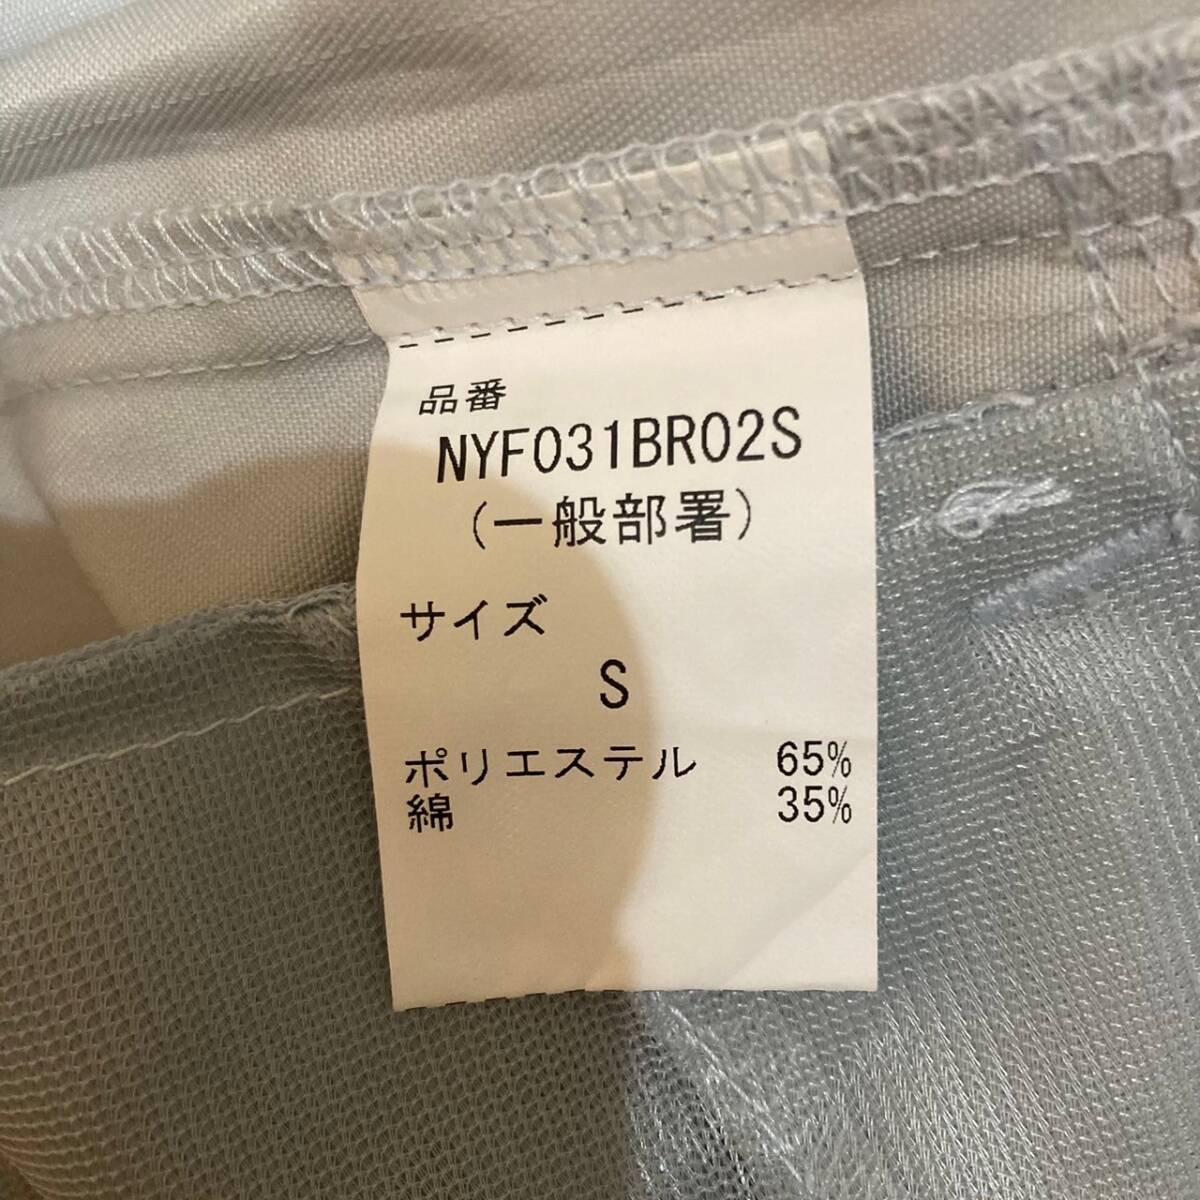 品番
NYF031BR02S
(一般部署)
サイズ
S
ポリエステル 65%
綿 35%